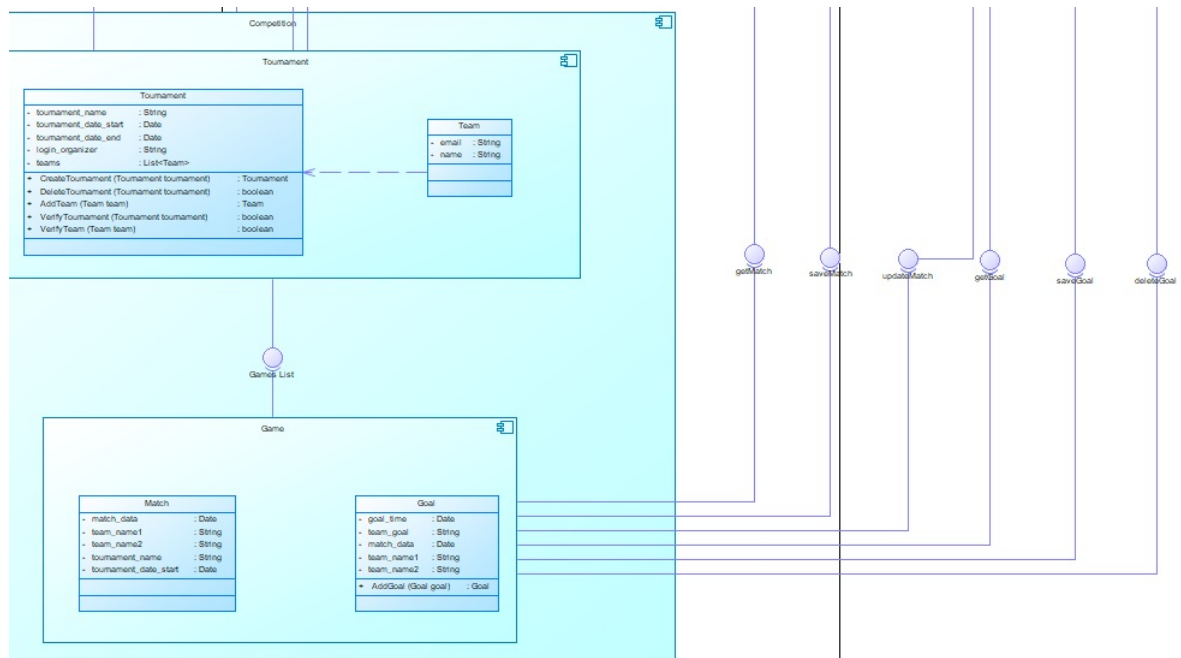 Competition
Tournament
Tournament
- tournament_name : String
- tournament_date_start : Date
- tournament_date_end : Date
- login_organizer : String
- teams : List<Team>
+ CreateTournament (Tournament tournament) : Tournament
+ DeleteTournament (Tournament tournament) : boolean
+ AddTeam (Team team) : Team
+ VerifyTournament (Tournament tournament) : boolean
+ VerifyTeam (Team team) : boolean
Team
- email : String
- name : String
getMatch
saveMatch
updateMatch
getGoal
saveGoal
deleteGoal
Games List
Game
Match
- match_data : Date
- team_name1 : String
- team_name2 : String
- tournament_name : String
- tournament_date_start : Date
Goal
- goal_time : Date
- team_goal : String
- match_data : Date
- team_name1 : String
- team_name2 : String
+ AddGoal (Goal goal) : Goal